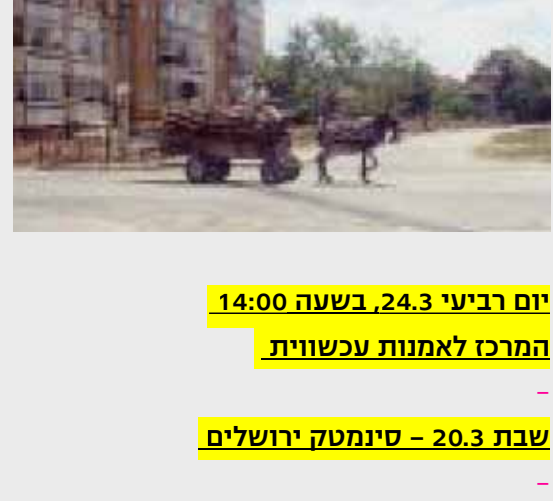 יום רביעי 24.3, בשעה 14:00
המרכז לאמנות עכשווית
–
שבת 20.3 – סינמטק ירושלים
–